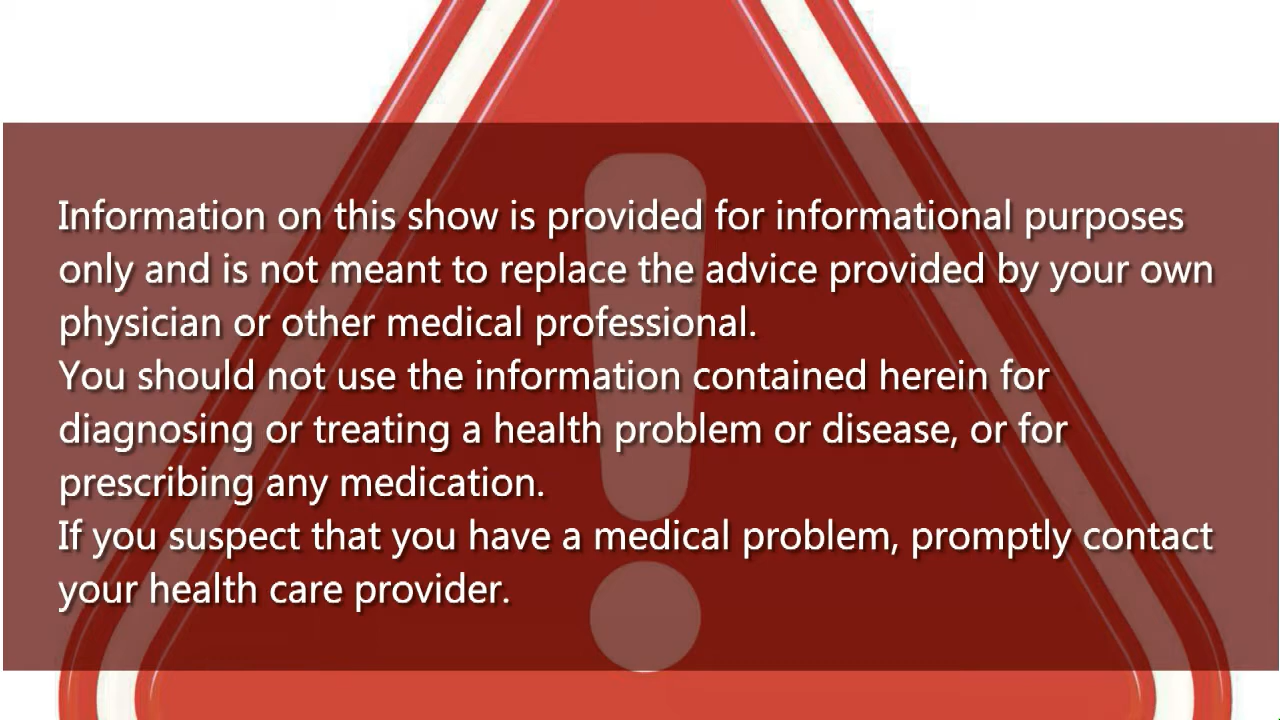 Information on this show is provided for informational purposes
only and is not meant to replace the advice provided by your own
physician or other medical professional.
You should not use the information contained herein for
diagnosing or treating a health problem or disease, or for
prescribing any medication.
If you suspect that you have a medical problem, promptly contact
your health care provider.